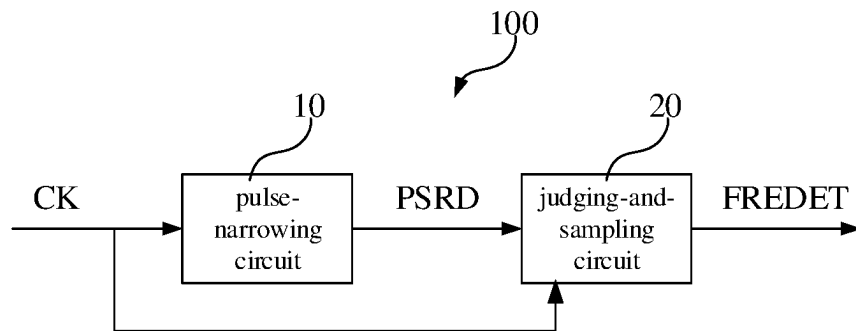 100
10
20
CK
pulse-
narrowing
circuit
PSRD
judging-and-
sampling
circuit
FREDET